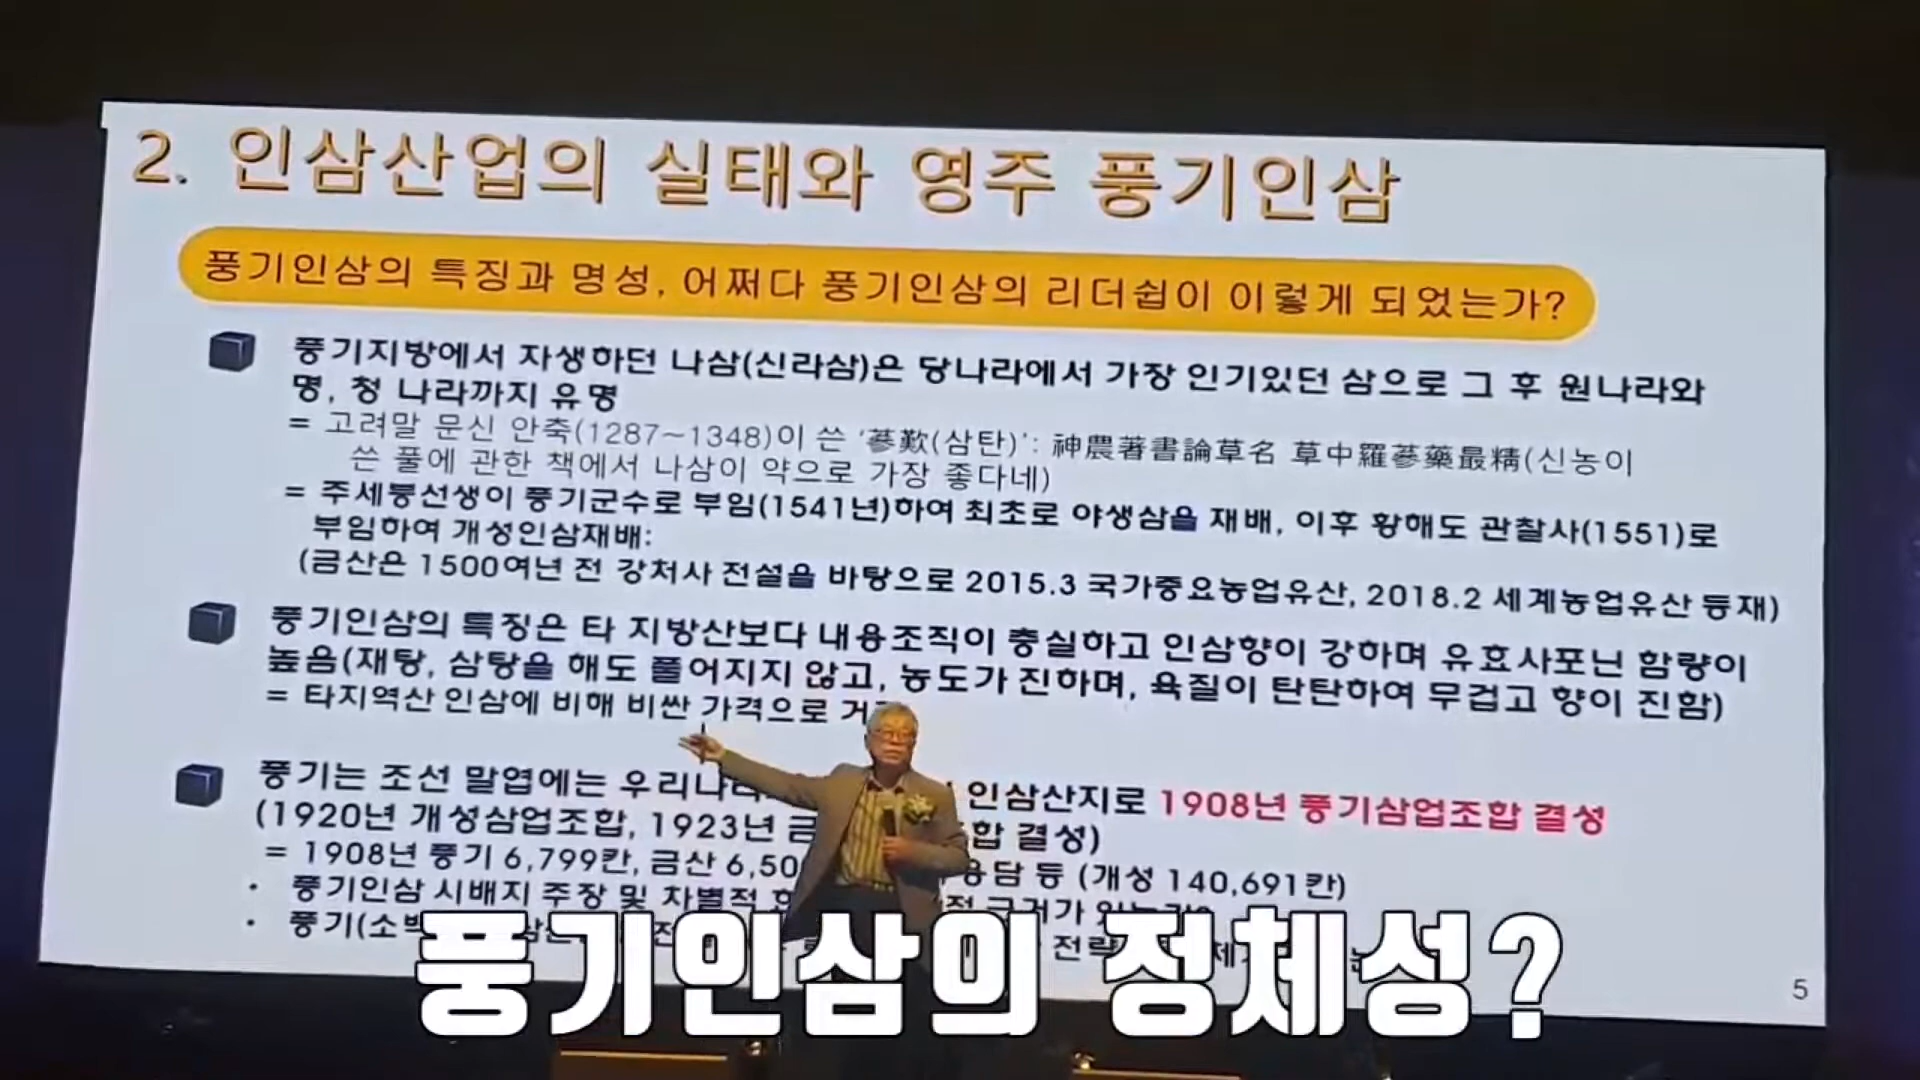 2. 인삼산업의 실태와 영주 풍기인삼
풍기인삼의 특징과 명성, 어쩌다 풍기인삼의 리더쉽이 이렇게 되었는가?
풍기지방에서 자생하던 나삼(신라삼)은 당나라에서 가장 인기있던 삼으로 그 후 원나라와
명, 청 나라까지 유명
= 고려말 문신 안축(1287~1348)이 쓴 '蔘歎(삼탄)': 神農著書論草名 草中羅蔘藥最精(신농이
쓴 풀에 관한 책에서 나삼이 약으로 가장 좋다네)
= 주세붕선생이 풍기군수로 부임(1541년)하여 최초로 야생삼을 재배, 이후 황해도 관찰사(1551)로
부임하여 개성인삼재배:
(금산은 1500여년 전 강처사 전설을 바탕으로 2015.3 국가중요농업유산, 2018.2 세계농업유산 등재)
풍기인삼의 특징은 타 지방산보다 내용조직이 충실하고 인삼향이 강하며 유효사포닌 함량이
높음(재탕, 삼탕을 해도 풀어지지 않고, 농도가 진하며, 육질이 탄탄하여 무겁고 향이 진함)
= 타지역산 인삼에 비해 비싼 가격으로
풍기는 조선 말엽에는 인삼산지로 1908년 풍기삼업조합 결성
(1920년 개성삼업조합, 1923년 결성)
= 1908년 풍기 6,799칸, 금산 등 (개성 140,691칸)
• 풍기인삼 시배지 주장 및 차별적
•
풍기인삼의 정체성?
5